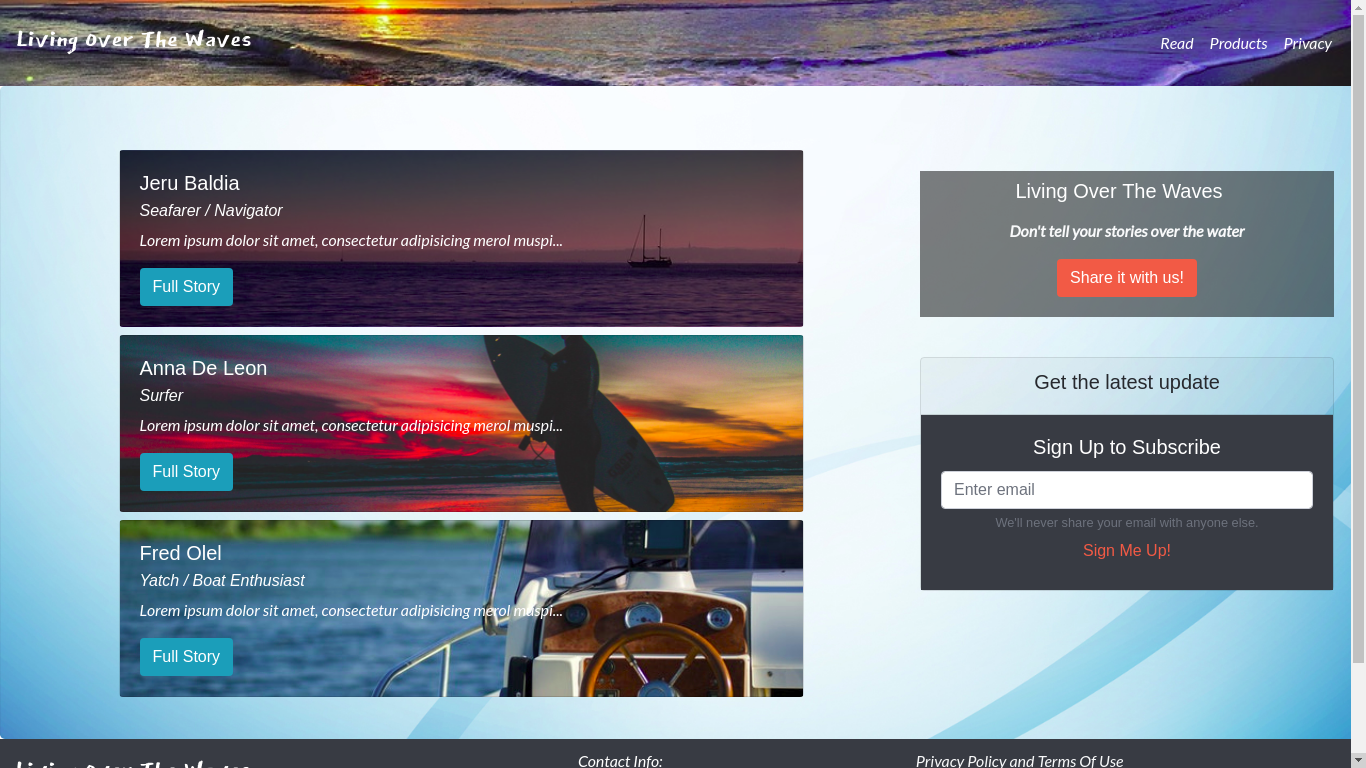 Living Over The Waves
Read Products Privacy
Jeru Baldia
Seafarer / Navigator
Lorem ipsum dolor sit amet, consectetur adipisicing merol muspi...
Full Story
Anna De Leon
Surfer
Lorem ipsum dolor sit amet, consectetur adipisicing merol muspi...
Full Story
Fred Olel
Yatch / Boat Enthusiast
Lorem ipsum dolor sit amet, consectetur adipisicing merol muspi...
Full Story
Living Over The Waves
Don't tell your stories over the water
Share it with us!
Get the latest update
Sign Up to Subscribe
Enter email
We'll never share your email with anyone else.
Sign Me Up!
Living Over The Waves
Contact Info:
Privacy Policy and Terms Of Use